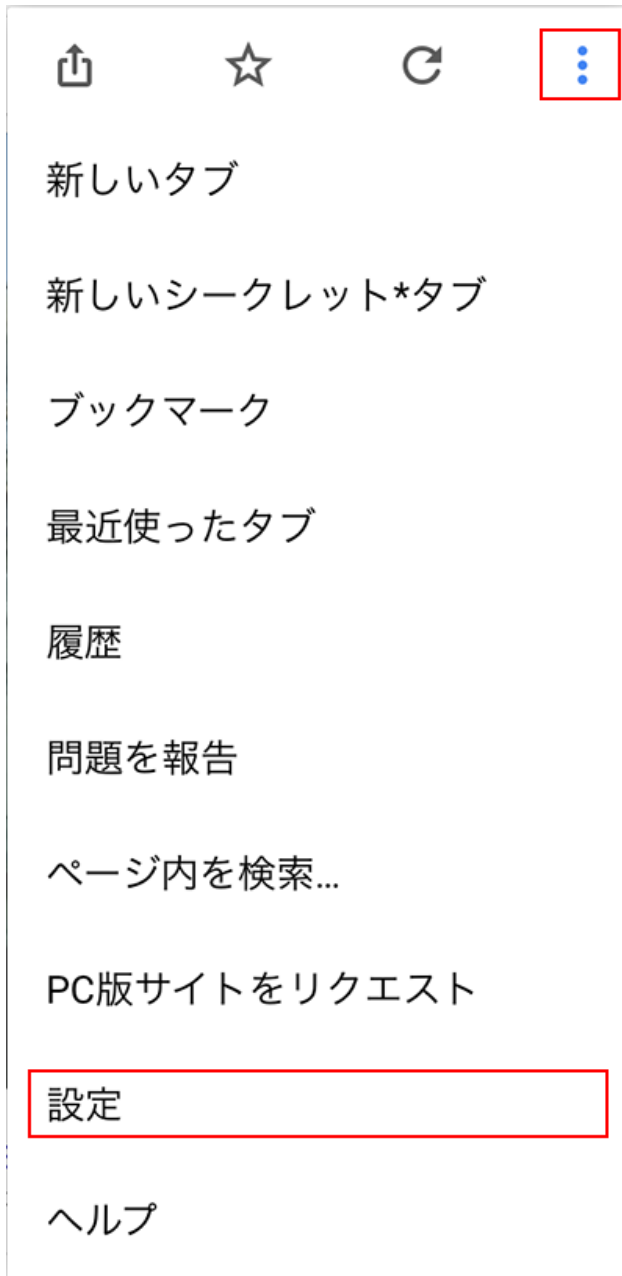 新しいタブ
新しいシークレット*タブ
ブックマーク
最近使ったタブ
履歴
問題を報告
ページ内を検索...
PC版サイトをリクエスト
設定
ヘルプ